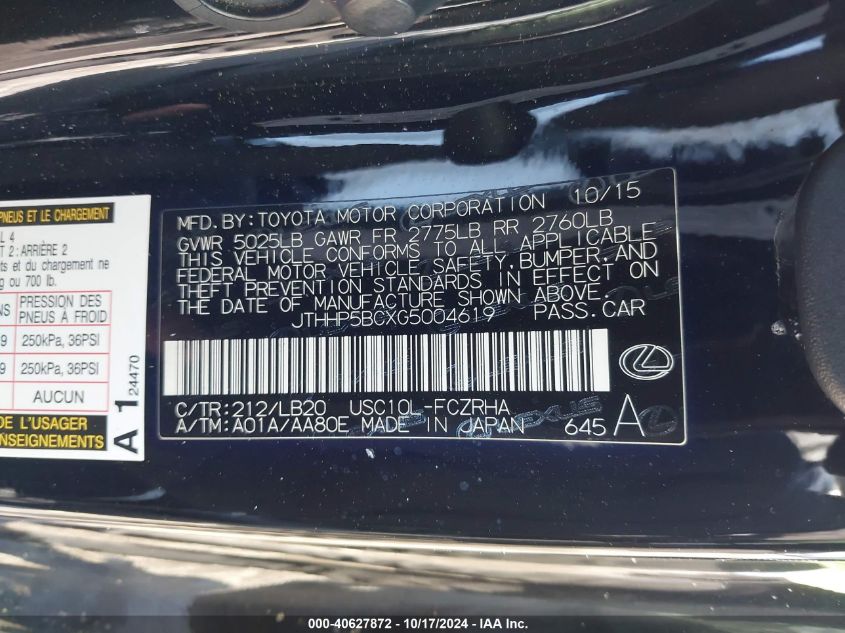 PNEUS ET LE CHARGEMENT
L 4
T 2 : ARRIÈRE 2
nts et du chargement ne
g ou 700 lb.
NS PRESSION DES
PNEUS À FROID
9 250kPa, 36PSI
9 250kPa, 36PSI
AUCUN
DE L'USAGER
RENSEIGNEMENTS
A 1 24470
MFD. BY: TOYOTA MOTOR CORPORATION 10/15
GVWR 5025LB GAWR FR 2775LB RR 2760LB
THIS VEHICLE CONFORMS TO ALL APPLICABLE
FEDERAL MOTOR VEHICLE SAFETY, BUMPER, AND
THEFT PREVENTION STANDARDS IN EFFECT ON
THE DATE OF MANUFACTURE SHOWN ABOVE.
JTHHP5BCXG5004619 PASS.CAR
C/TR:212/LB20 USC10L-FCZRHA
A/TM:A01A/AA80E MADE IN JAPAN 645 A
LEXUS
000-40627872 - 10/17/2024 - IAA Inc.